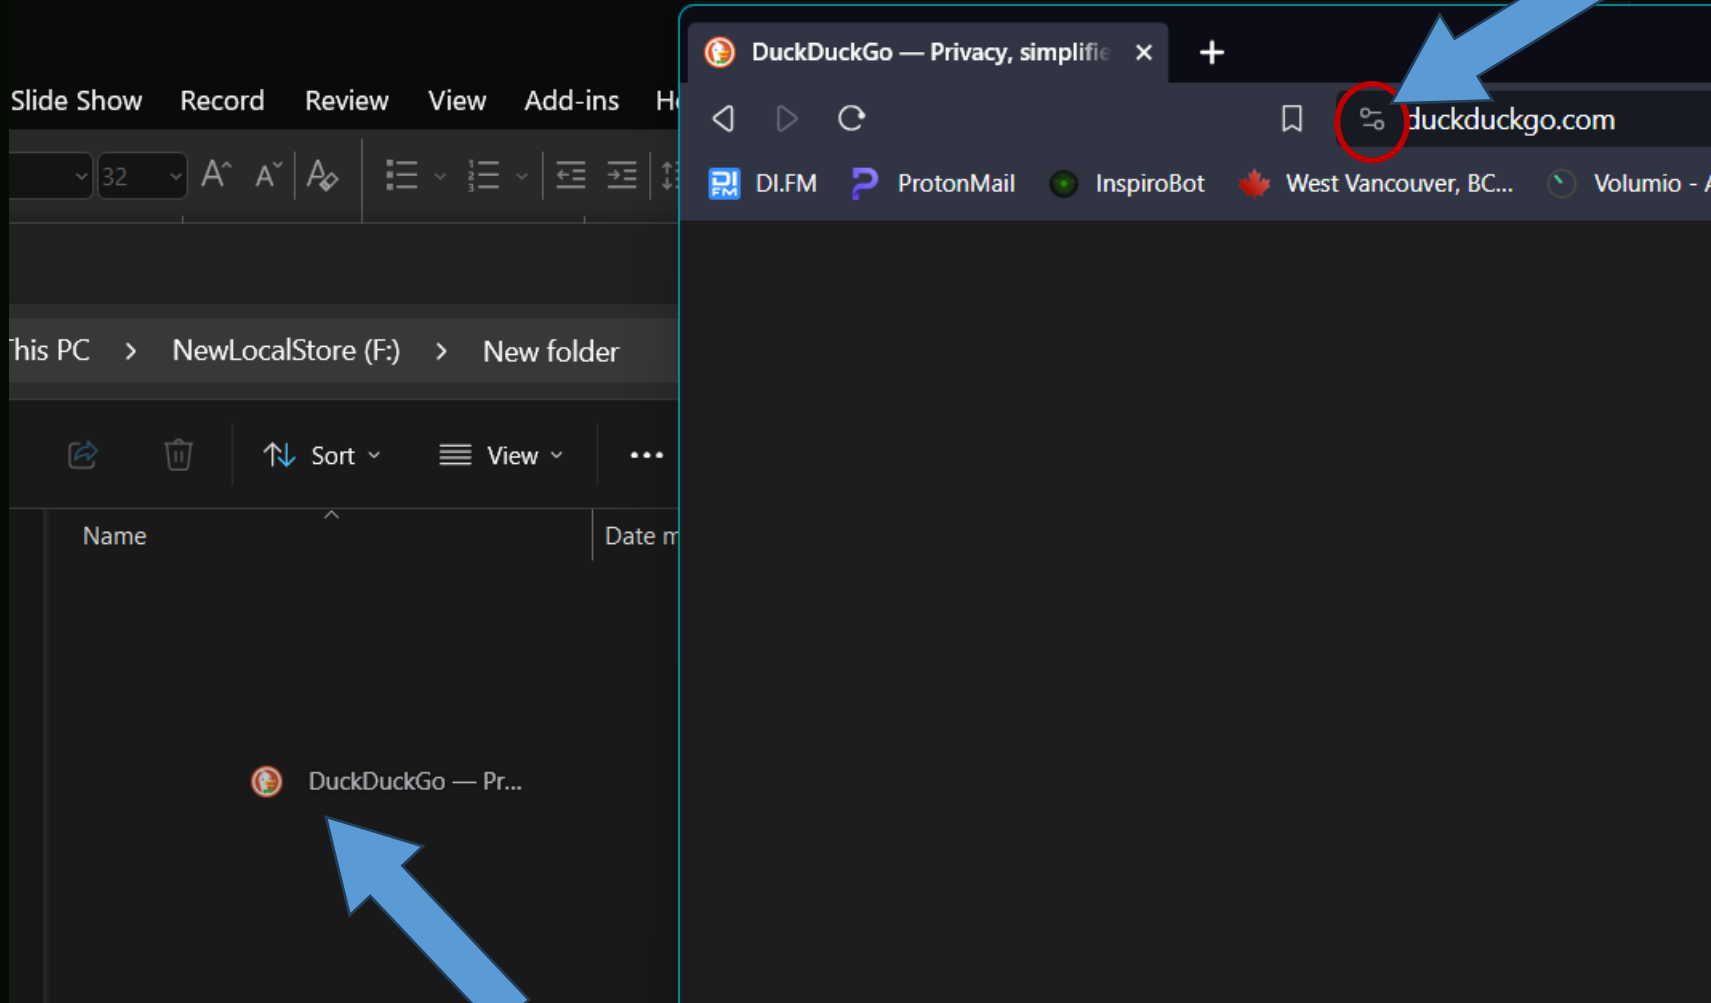 DuckDuckGo — Privacy, simplifie
Slide Show Record Review View Add-ins
duckduckgo.com
32
DI.FM ProtonMail InspiroBot West Vancouver, BC... Volumio -
This PC > NewLocalStore (F:) > New folder
Sort View
Name Date m
DuckDuckGo — Pr...